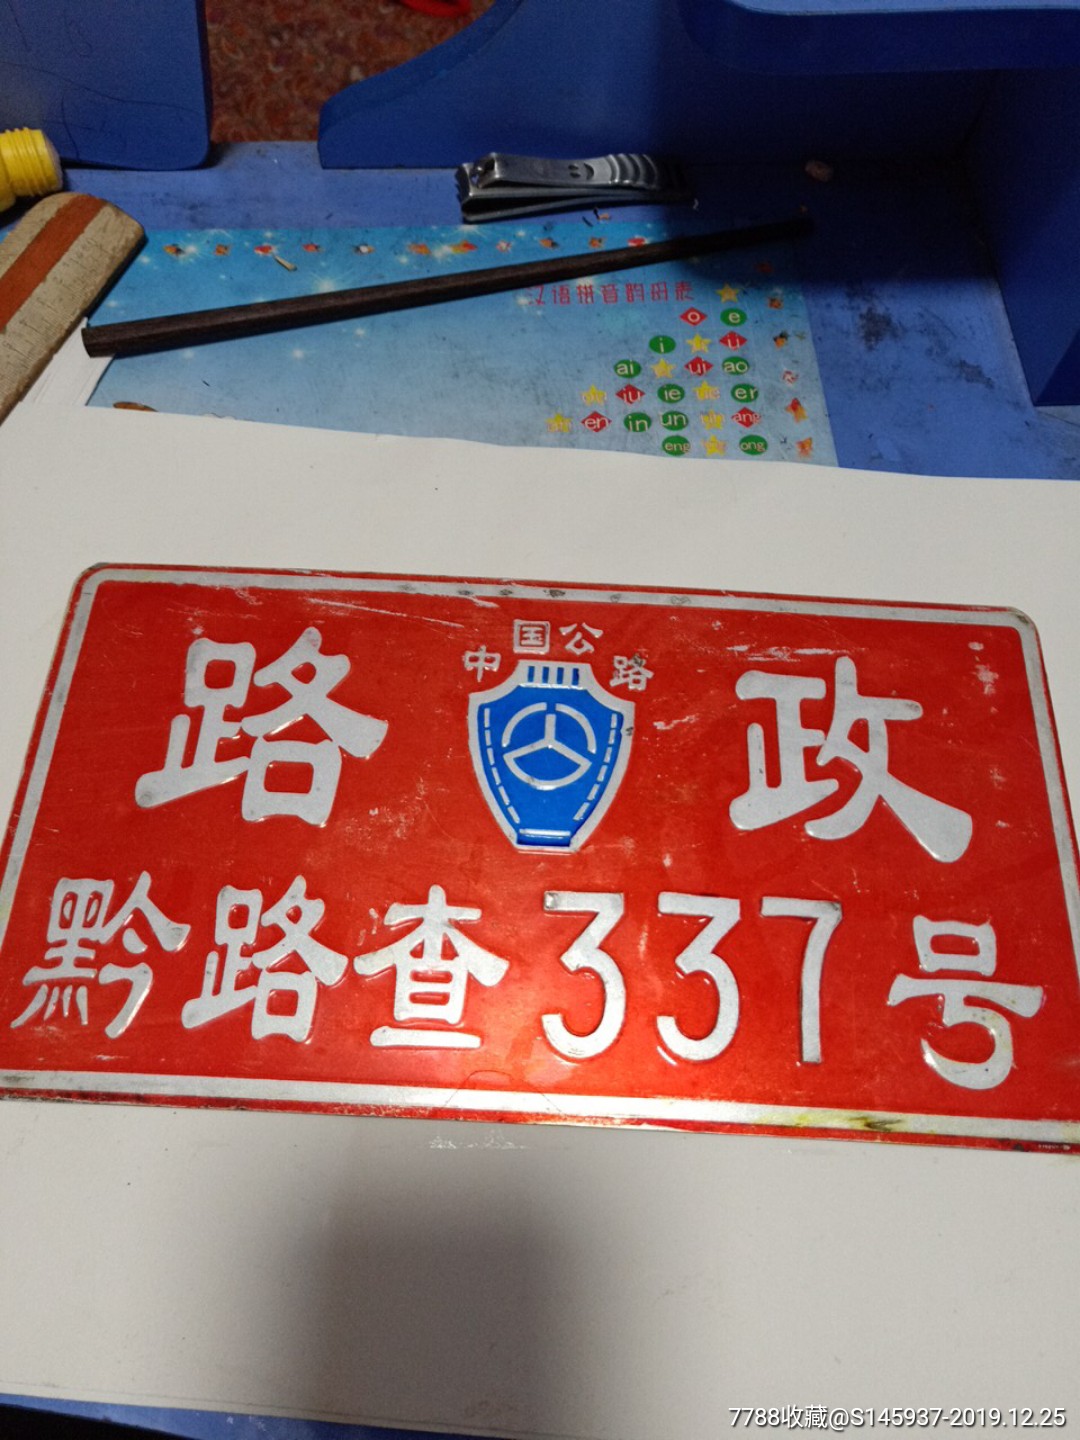 汉语拼音韵母表
o e
i u
ai ui ao
iu ie er
en in un ang
eng ong
中国公路
路 政
黔路查337号
7788收藏@S145937-2019.12.25